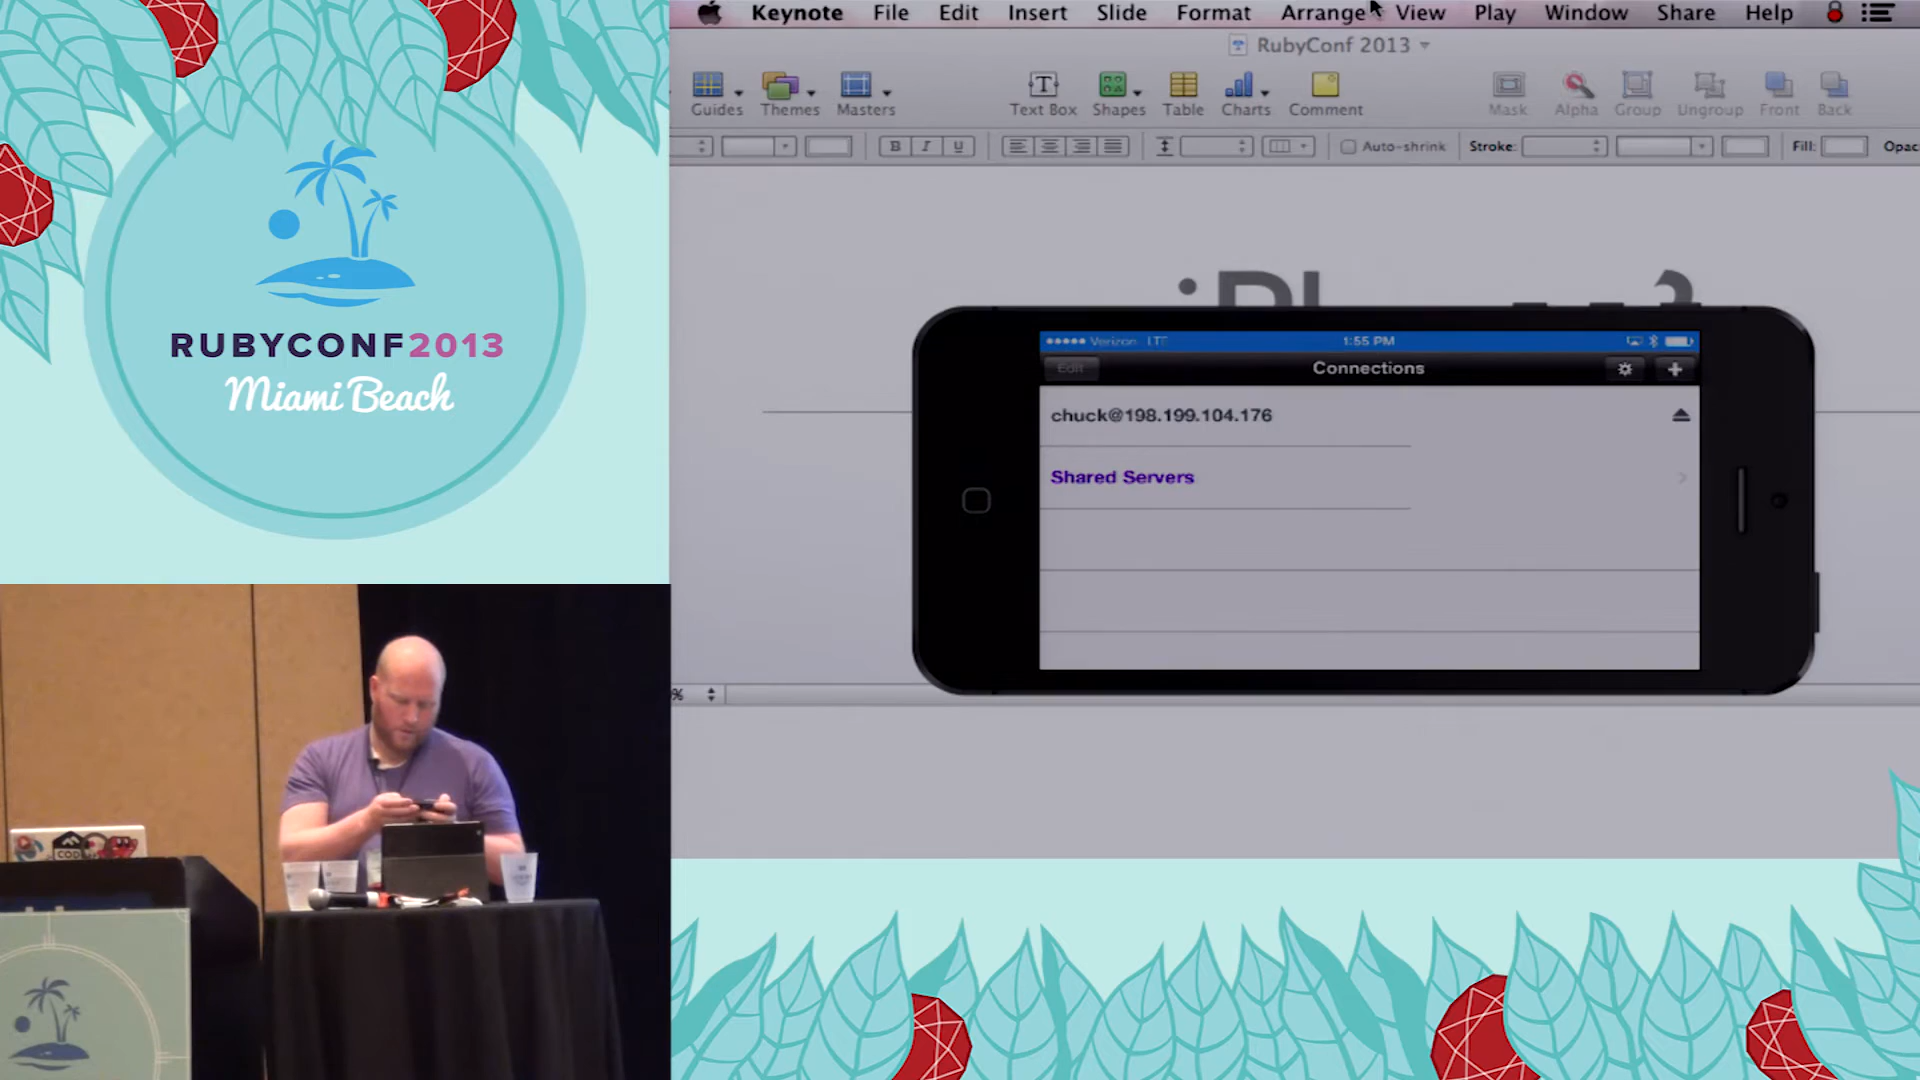 RUBYCONF2013
Miami Beach
Keynote File Edit Insert Slide Format Arrange View Play Window Share Help
RubyConf 2013
Guides Themes Masters Text Box Shapes Table Charts Comment Mask Alpha Group Ungroup Front Back
B I U Auto-shrink Stroke: Fill: Opac
Verizon LTE 1:55 PM
Edit Connections
chuck@198.199.104.176
Shared Servers
%